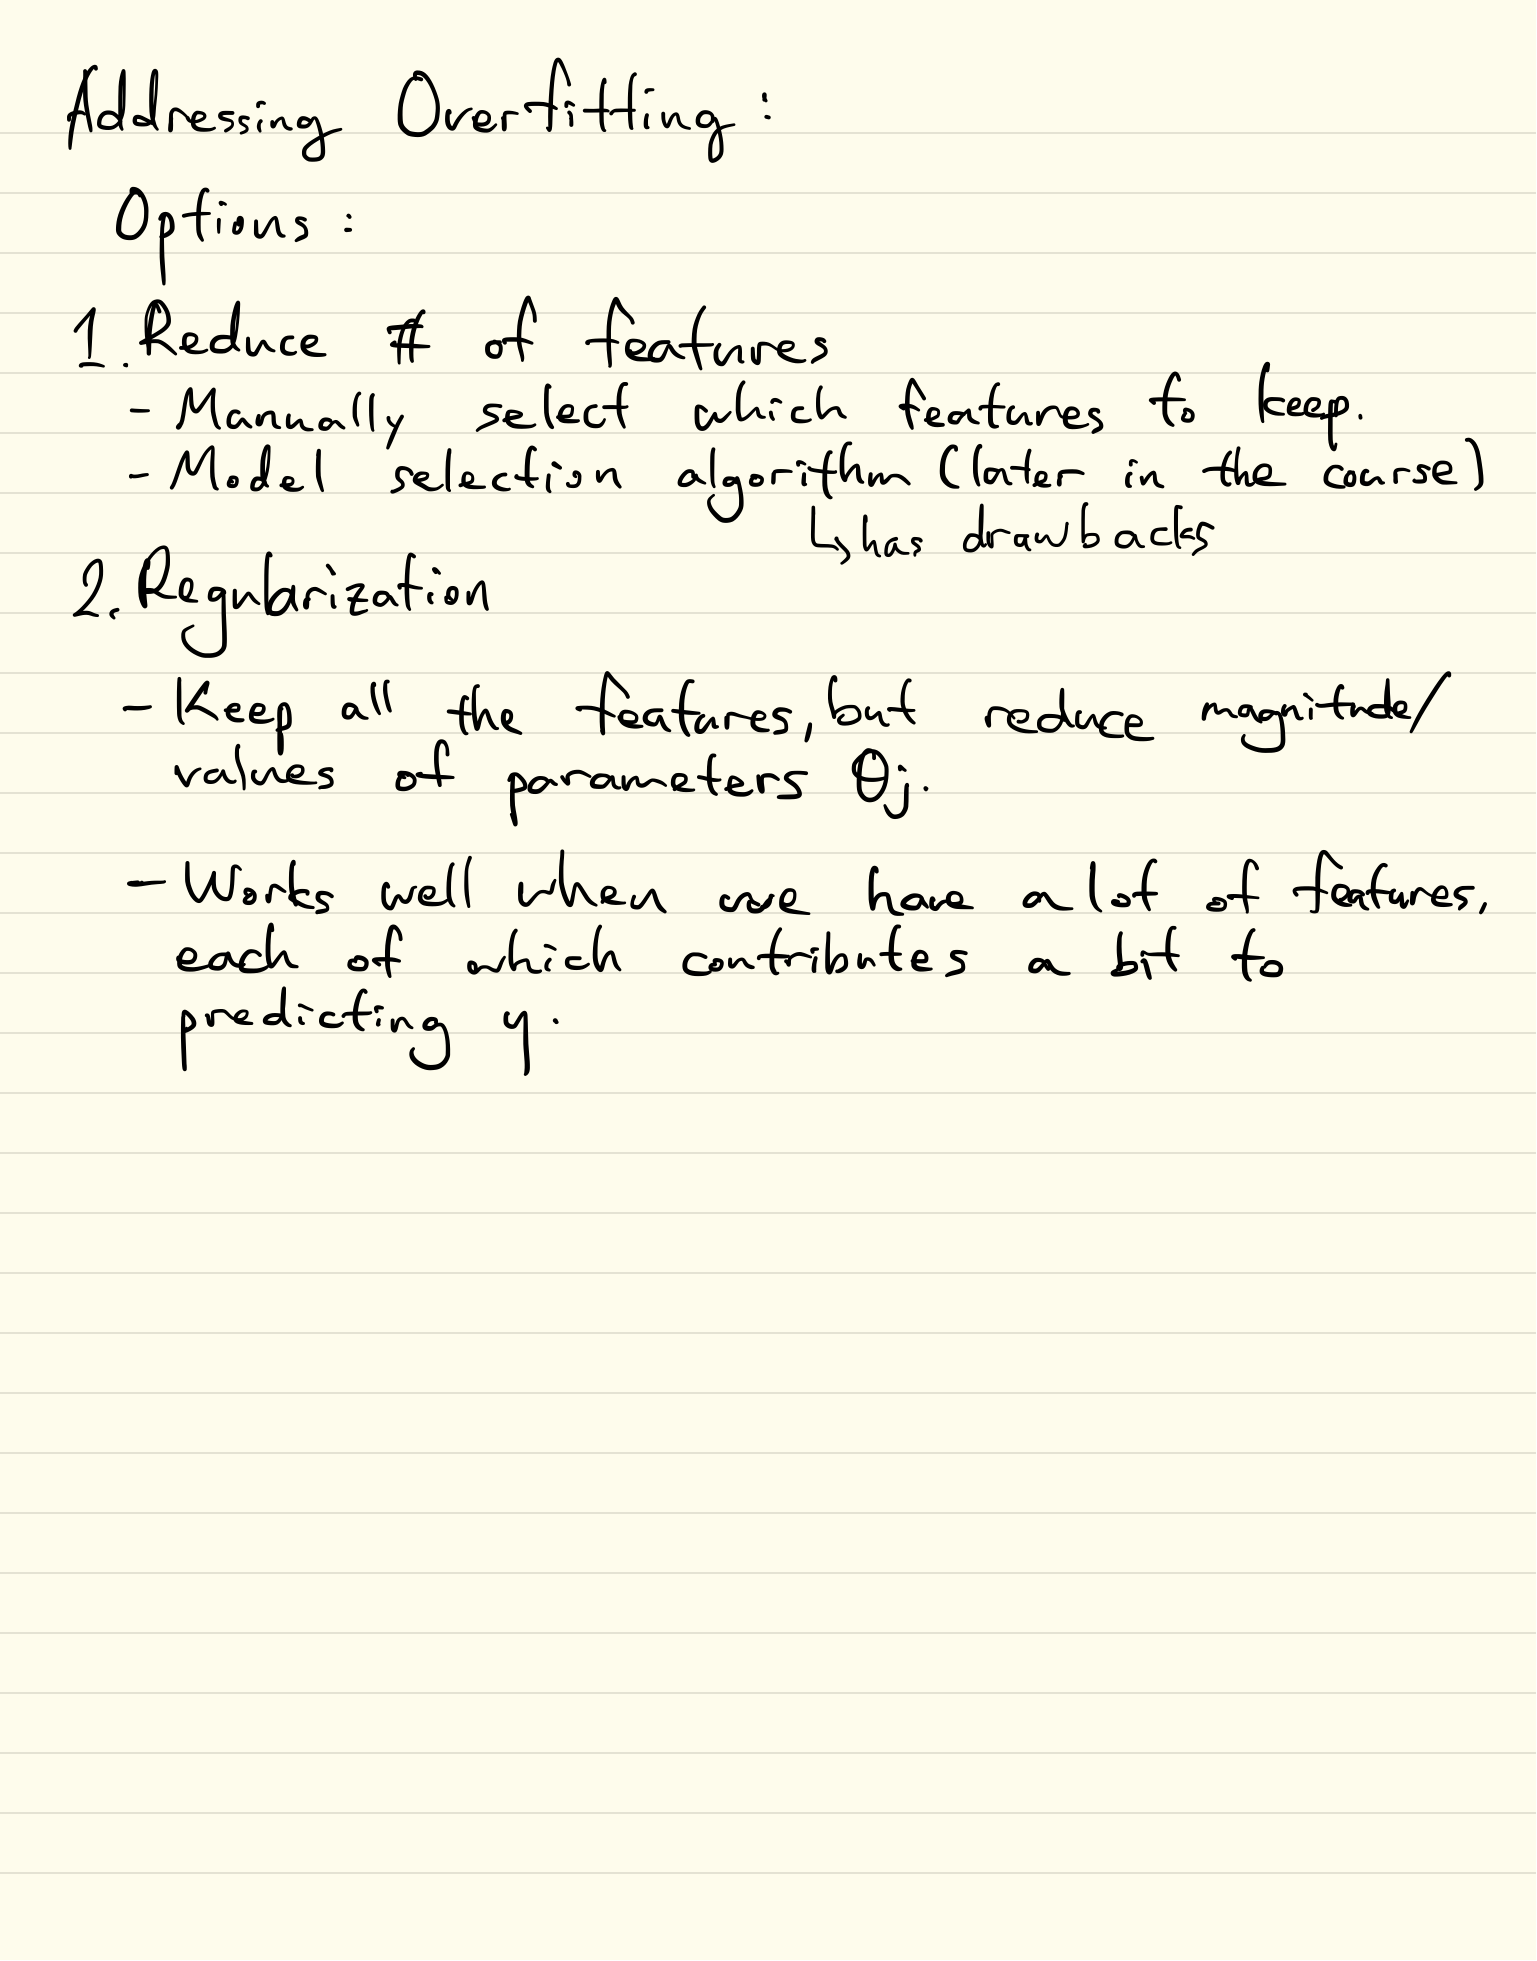 Addressing Overfitting:
Options:
1. Reduce # of features
- Manually select which features to keep.
- Model selection algorithm (later in the course)
↳ has drawbacks
2. Regularization
- Keep all the features, but reduce magnitude/
values of parameters θj.
- Works well when we have a lot of features,
each of which contributes a bit to
predicting y.